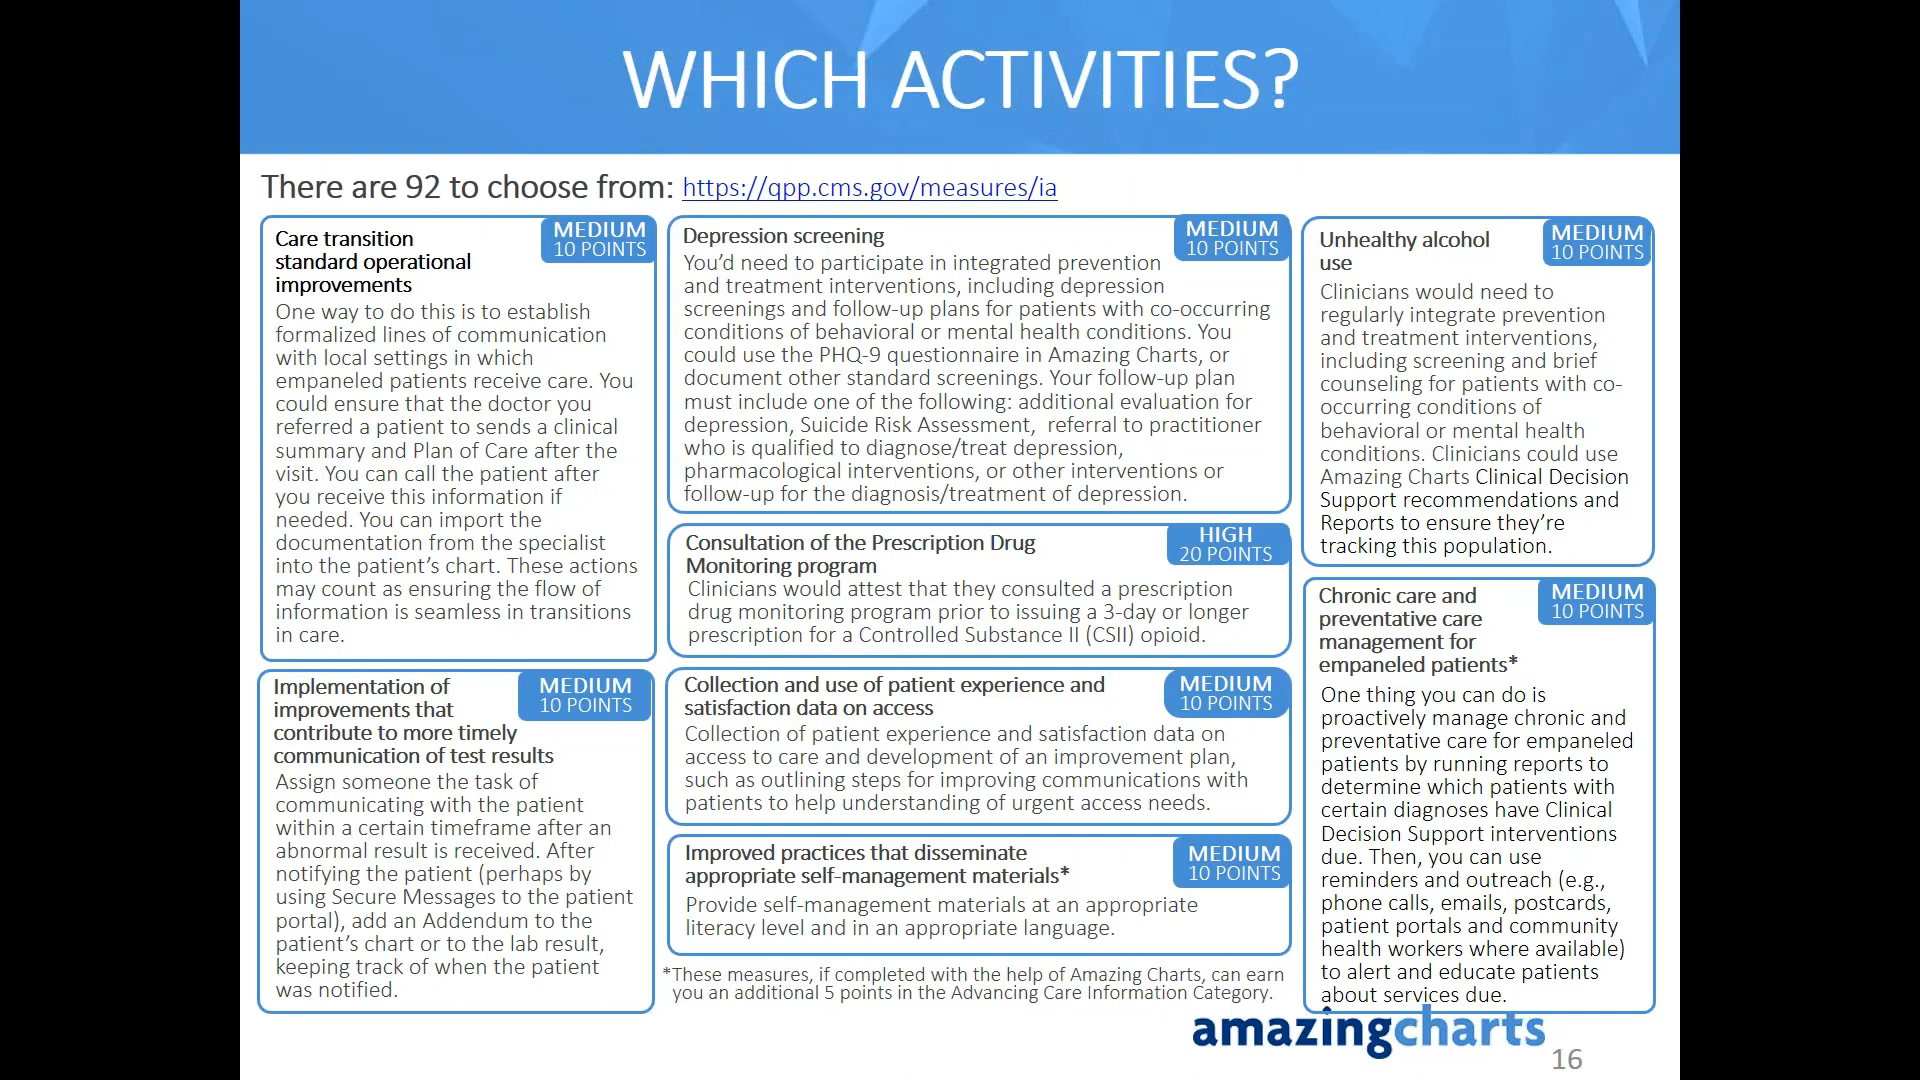 WHICH ACTIVITIES?
There are 92 to choose from: https://qpp.cms.gov/measures/ia
Care transition
standard operational
improvements
MEDIUM
10 POINTS
One way to do this is to establish
formalized lines of communication
with local settings in which
empaneled patients receive care. You
could ensure that the doctor you
referred a patient to sends a clinical
summary and Plan of Care after the
visit. You can call the patient after
you receive this information if
needed. You can import the
documentation from the specialist
into the patient's chart. These actions
may count as ensuring the flow of
information is seamless in transitions
in care.
Implementation of
improvements that
contribute to more timely
communication of test results
MEDIUM
10 POINTS
Assign someone the task of
communicating with the patient
within a certain timeframe after an
abnormal result is received. After
notifying the patient (perhaps by
using Secure Messages to the patient
portal), add an Addendum to the
patient's chart or to the lab result,
keeping track of when the patient
was notified.
Depression screening
MEDIUM
10 POINTS
You'd need to participate in integrated prevention
and treatment interventions, including depression
screenings and follow-up plans for patients with co-occurring
conditions of behavioral or mental health conditions. You
could use the PHQ-9 questionnaire in Amazing Charts, or
document other standard screenings. Your follow-up plan
must include one of the following: additional evaluation for
depression, Suicide Risk Assessment, referral to practitioner
who is qualified to diagnose/treat depression,
pharmacological interventions, or other interventions or
follow-up for the diagnosis/treatment of depression.
Consultation of the Prescription Drug
Monitoring program
HIGH
20 POINTS
Clinicians would attest that they consulted a prescription
drug monitoring program prior to issuing a 3-day or longer
prescription for a Controlled Substance II (CSII) opioid.
Collection and use of patient experience and
satisfaction data on access
MEDIUM
10 POINTS
Collection of patient experience and satisfaction data on
access to care and development of an improvement plan,
such as outlining steps for improving communications with
patients to help understanding of urgent access needs.
Improved practices that disseminate
appropriate self-management materials*
MEDIUM
10 POINTS
Provide self-management materials at an appropriate
literacy level and in an appropriate language.
*These measures, if completed with the help of Amazing Charts, can earn
you an additional 5 points in the Advancing Care Information Category.
Unhealthy alcohol
use
MEDIUM
10 POINTS
Clinicians would need to
regularly integrate prevention
and treatment interventions,
including screening and brief
counseling for patients with co-
occurring conditions of
behavioral or mental health
conditions. Clinicians could use
Amazing Charts Clinical Decision
Support recommendations and
Reports to ensure they're
tracking this population.
Chronic care and
preventative care
management for
empaneled patients*
MEDIUM
10 POINTS
One thing you can do is
proactively manage chronic and
preventative care for empaneled
patients by running reports to
determine which patients with
certain diagnoses have Clinical
Decision Support interventions
due. Then, you can use
reminders and outreach (e.g.,
phone calls, emails, postcards,
patient portals and community
health workers where available)
to alert and educate patients
about services due.
amazingcharts
16